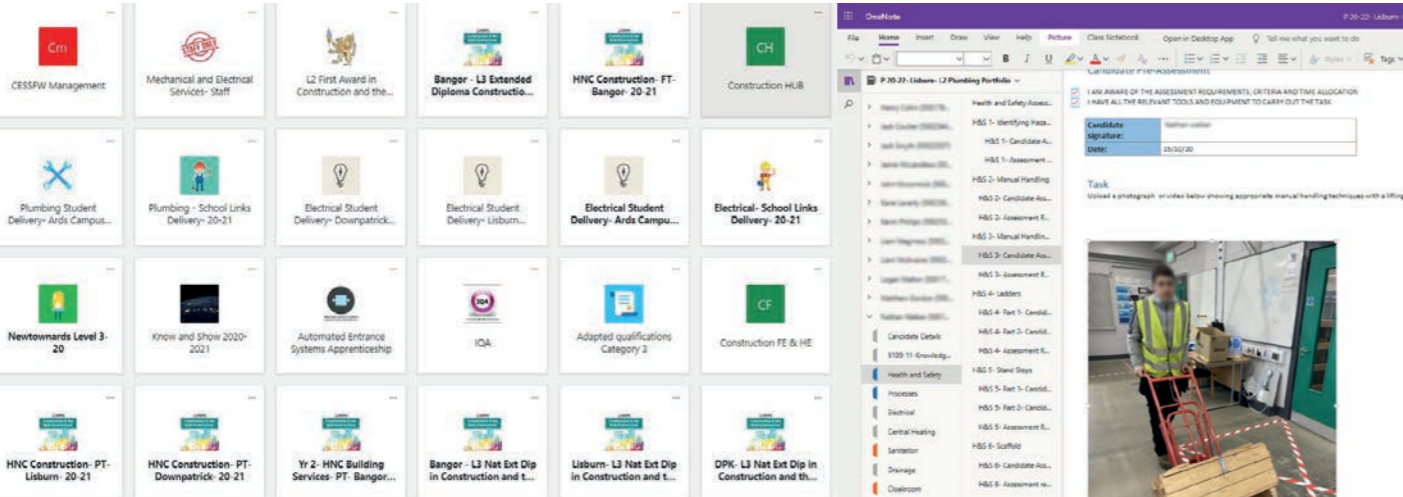 Cm
CESSFW Management
STAFF ONLY
Mechanical and Electrical
Services- Staff
L2 First Award in
Construction and the...
Bangor - L3 Extended
Diploma Constructio...
HNC Construction- FT-
Bangor- 20-21
CH
Construction HUB
Plumbing Student
Delivery- Ards Campus...
Plumbing - School Links
Delivery- 20-21
Electrical Student
Delivery- Downpatrick...
Electrical Student
Delivery- Lisburn...
Electrical Student
Delivery- Ards Campu...
Electrical- School Links
Delivery- 20-21
Newtownards Level 3-
20
Know and Show 2020-
2021
Automated Entrance
Systems Apprenticeship
IQA
IQA
Adapted qualifications
Category 2
CF
Construction FE & HE
HNC Construction- PT-
Lisburn- 20-21
HNC Construction- PT-
Downpatrick- 20-21
Yr 2- HNC Building
Services- PT- Bangor...
Bangor - L3 Nat Ext Dip
in Construction and t...
Lisburn- L3 Nat Ext Dip
in Construction and t...
DPK- L3 Nat Ext Dip in
Construction and th...
OneNote
P 20-22- Lisburn-
File Home Insert Draw View Help Picture Class Notebook Open in Desktop App Tell me what you want to do
B I U A Styles Tags
P 20-22- Lisburn- L2 Plumbing Portfolio
Candidate Details
Health and Safety
Processes
Electrical
Central Heating
Sanitation
Drainage
Cloakroom
Health and Safety Assess...
H&S 1- Identifying Haza...
H&S 1- Candidate A...
H&S 1- Assessment ...
H&S 2- Manual Handling
H&S 2- Candidate Ass...
H&S 2- Assessment R...
H&S 3- Manual Handlin...
H&S 3- Candidate Ass...
H&S 3- Assessment R...
H&S 4- Ladders
H&S 4- Part 1- Candid...
H&S 4- Part 2- Candid...
H&S 4- Assessment R...
H&S 5- Stand Steps
H&S 5- Part 1- Candid...
H&S 5- Part 2- Candid...
H&S 5- Assessment R...
H&S 6- Scaffold
H&S 6- Candidate Ass...
H&S 6- Assessment re...
Candidate Pre-Assessment
I AM AWARE OF THE ASSESSMENT REQUIREMENTS, CRITERIA AND TIME ALLOCATION
I HAVE ALL THE RELEVANT TOOLS AND EQUIPMENT TO CARRY OUT THE TASK
Candidate
signature:
Date:
Task
Upload a photograph or video below showing appropriate manual handling techniques with a lifting